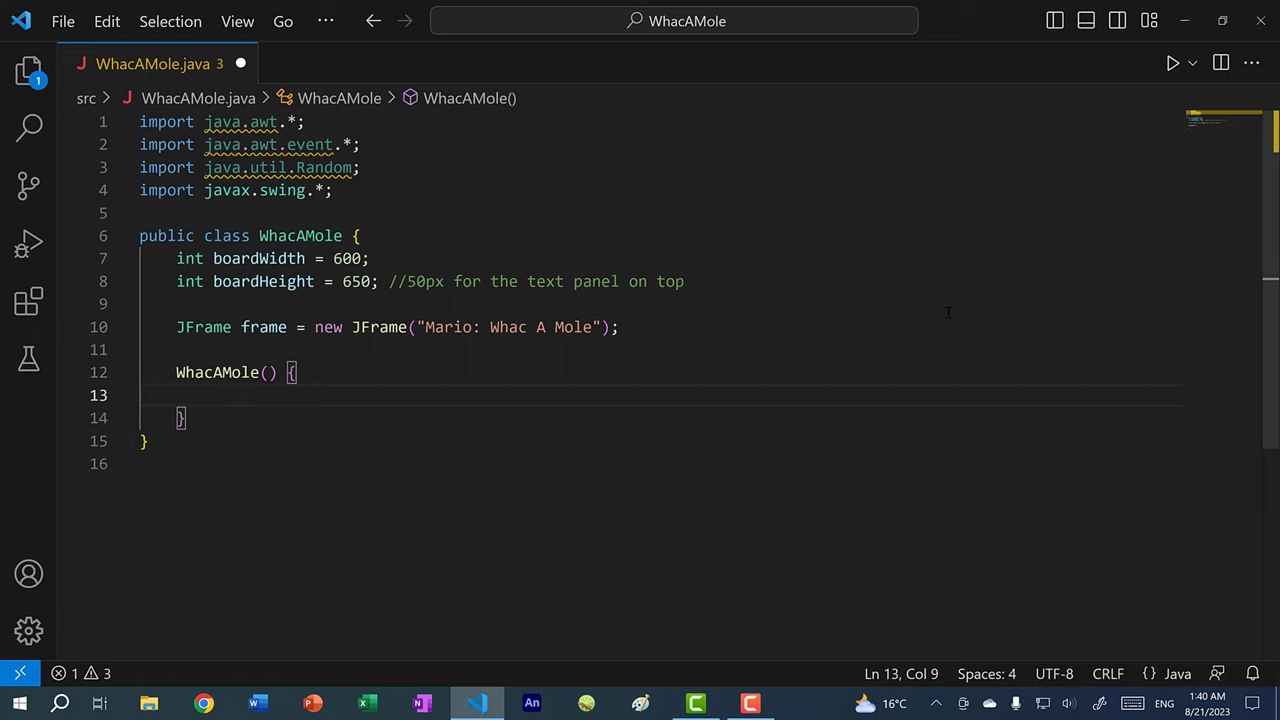 File Edit Selection View Go ··· WhacAMole
WhacAMole.java 3
1
src > WhacAMole.java > WhacAMole > WhacAMole()
1 import java.awt.*;
2 import java.awt.event.*;
3 import java.util.Random;
4 import javax.swing.*;
5
6 public class WhacAMole {
7 int boardWidth = 600;
8 int boardHeight = 650; //50px for the text panel on top
9
10 JFrame frame = new JFrame("Mario: Whac A Mole");
11
12 WhacAMole() {
13
14 }
15 }
16
1 3 Ln 13, Col 9 Spaces: 4 UTF-8 CRLF {} Java
An 16°C ENG 1:40 AM
8/21/2023